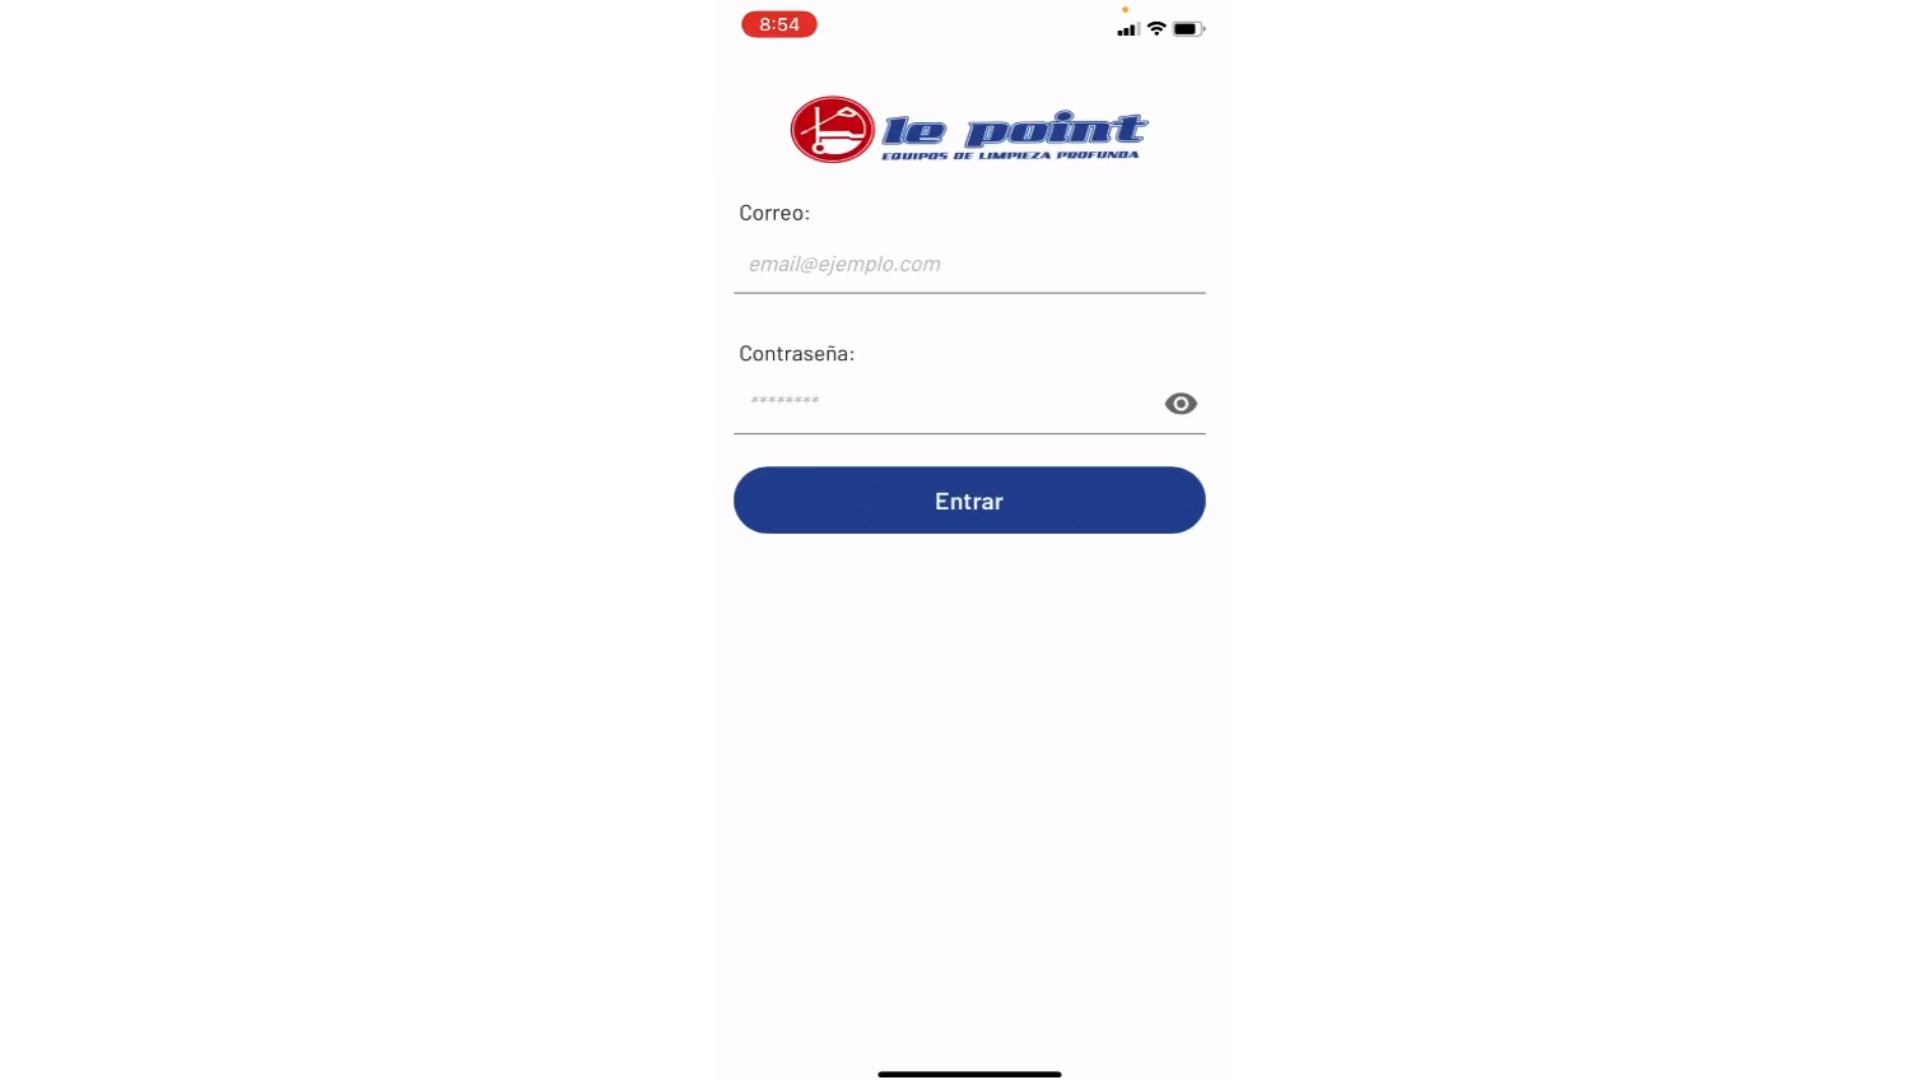 8:54
le point
EQUIPOS DE LIMPIEZA PROFUNDA
Correo:
email@ejemplo.com
Contraseña:
********
Entrar